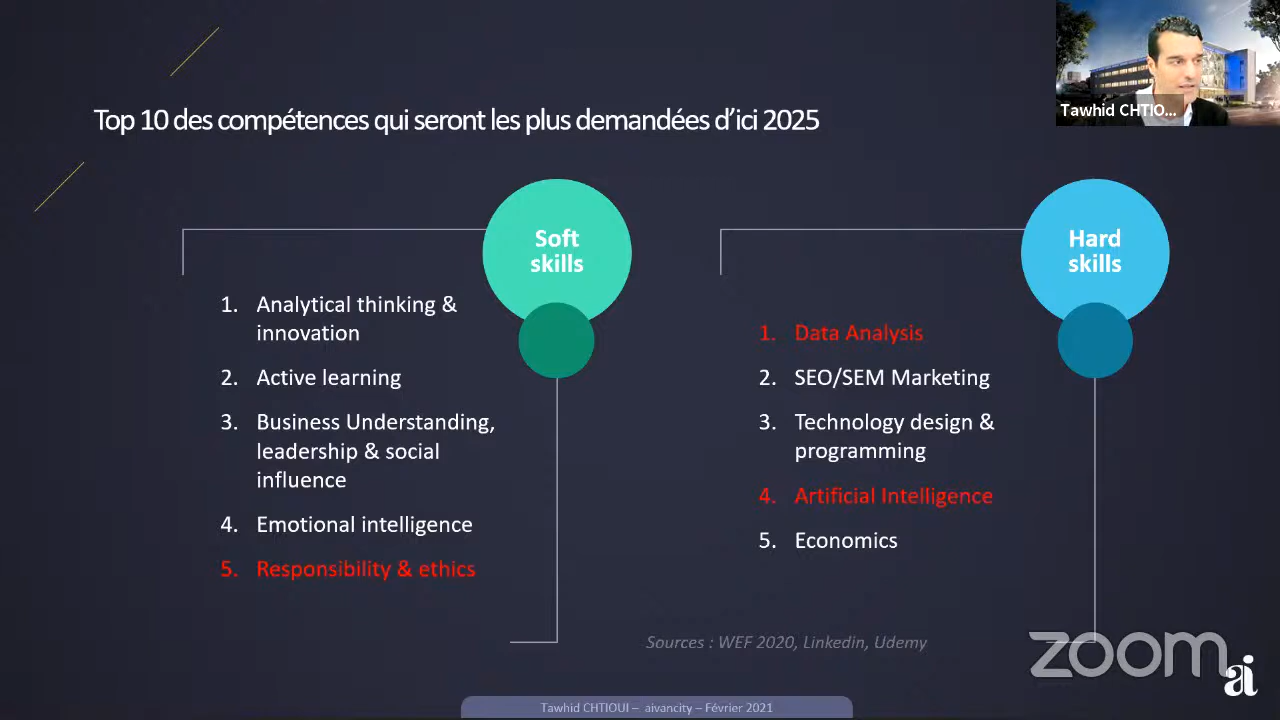 Tawhid CHTIO...
Top 10 des compétences qui seront les plus demandées d'ici 2025
Soft
skills
1. Analytical thinking &
innovation
2. Active learning
3. Business Understanding,
leadership & social
influence
4. Emotional intelligence
5. Responsibility & ethics
Hard
skills
1. Data Analysis
2. SEO/SEM Marketing
3. Technology design &
programming
4. Artificial Intelligence
5. Economics
Sources : WEF 2020, Linkedin, Udemy
zoom
ai
Tawhid CHTIOUI – aivancity – Février 2021